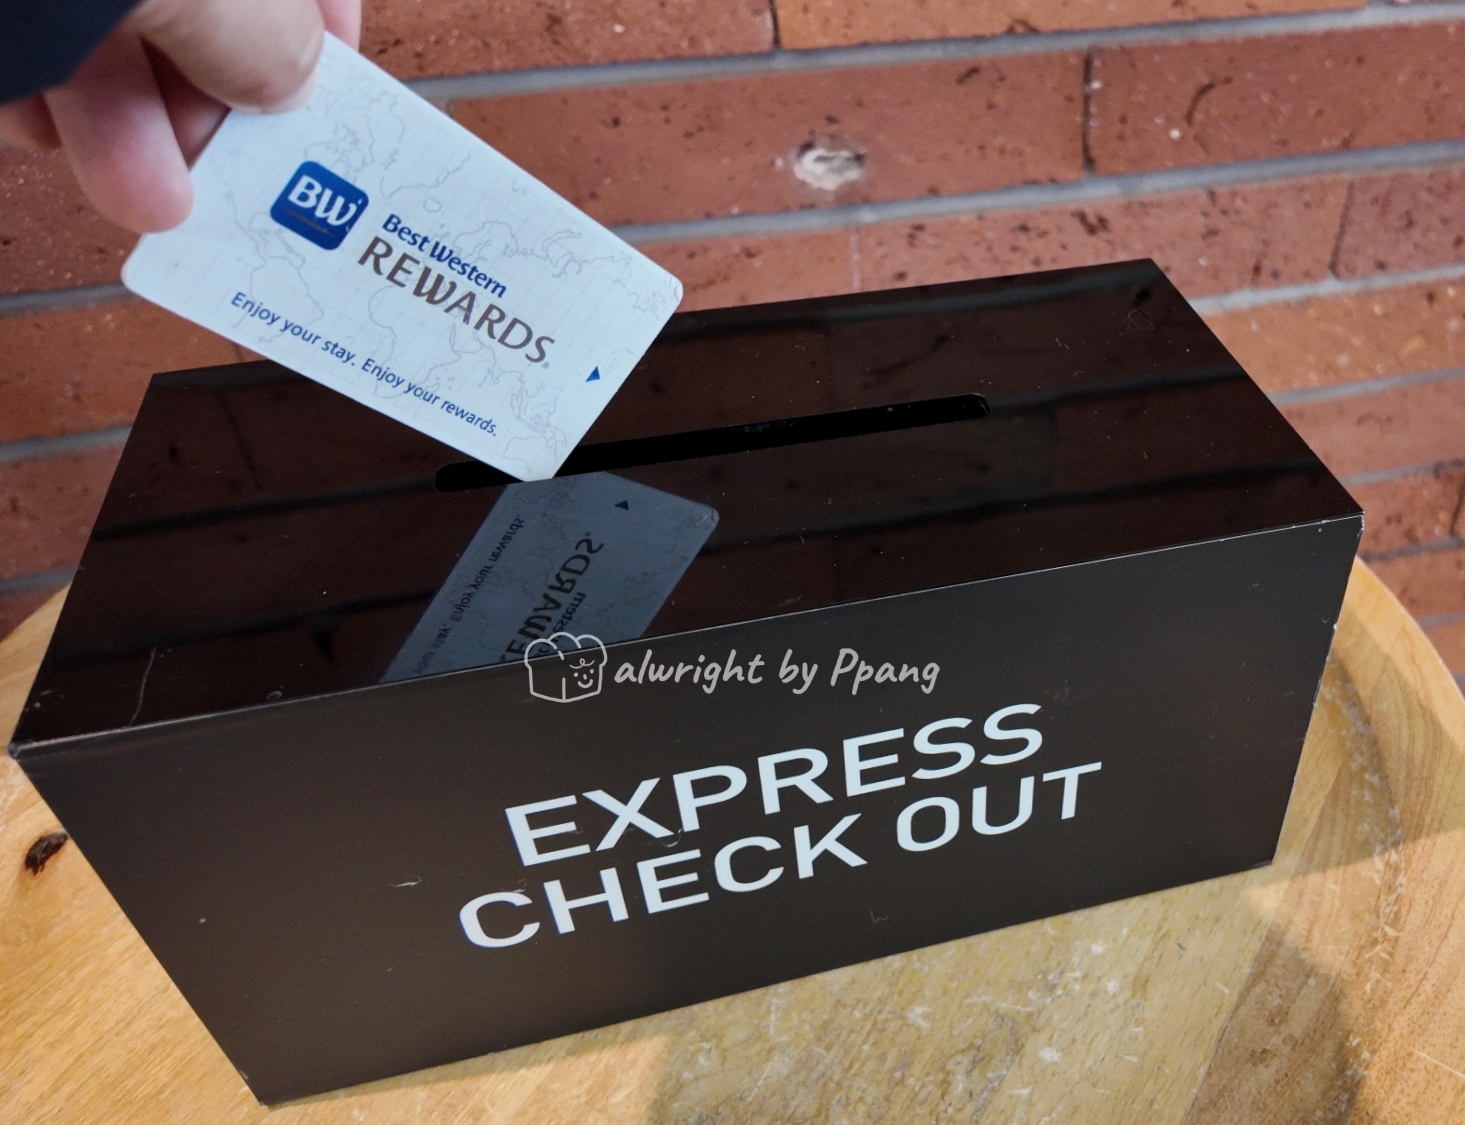 BW
Best Western
REWARDS®
Enjoy your stay. Enjoy your rewards.
alwright by Ppang
EXPRESS
CHECK OUT